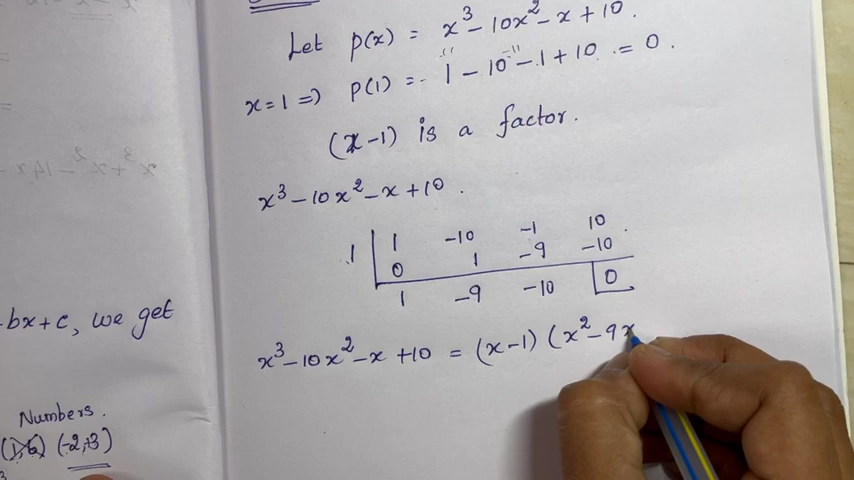 Let p(x) = x³ - 10x² - x + 10.
x = 1 => p(1) = 1 - 10 - 1 + 10 = 0.
(x-1) is a factor.
x³ - 10x² - x + 10.
1 | 1 -10 -1 10
0 1 -9 -10
1 -9 -10 0
x³ - 10x² - x + 10 = (x-1) (x² - 9x
bx+c, we get
Numbers.
(-2,+3)